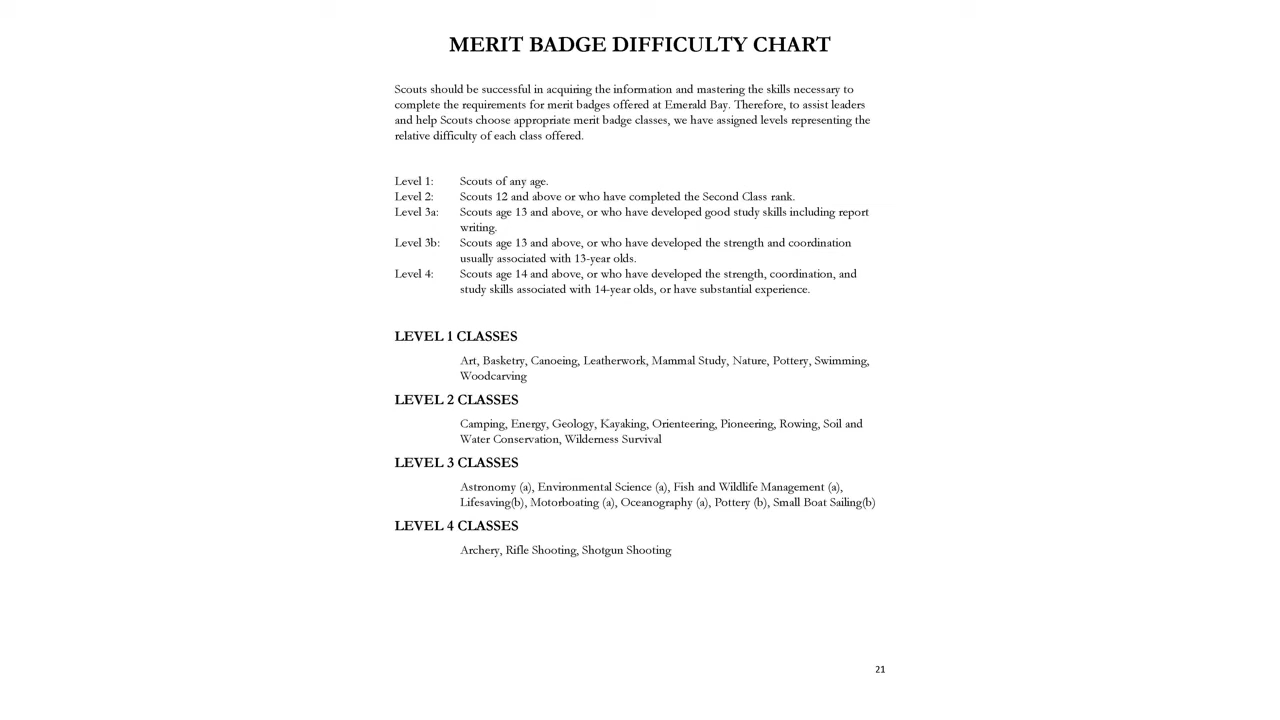 MERIT BADGE DIFFICULTY CHART
Scouts should be successful in acquiring the information and mastering the skills necessary to
complete the requirements for merit badges offered at Emerald Bay. Therefore, to assist leaders
and help Scouts choose appropriate merit badge classes, we have assigned levels representing the
relative difficulty of each class offered.
Level 1: Scouts of any age.
Level 2: Scouts 12 and above or who have completed the Second Class rank.
Level 3a: Scouts age 13 and above, or who have developed good study skills including report
writing.
Level 3b: Scouts age 13 and above, or who have developed the strength and coordination
usually associated with 13-year olds.
Level 4: Scouts age 14 and above, or who have developed the strength, coordination, and
study skills associated with 14-year olds, or have substantial experience.
LEVEL 1 CLASSES
Art, Basketry, Canoeing, Leatherwork, Mammal Study, Nature, Pottery, Swimming,
Woodcarving
LEVEL 2 CLASSES
Camping, Energy, Geology, Kayaking, Orienteering, Pioneering, Rowing, Soil and
Water Conservation, Wilderness Survival
LEVEL 3 CLASSES
Astronomy (a), Environmental Science (a), Fish and Wildlife Management (a),
Lifesaving(b), Motorboating (a), Oceanography (a), Pottery (b), Small Boat Sailing(b)
LEVEL 4 CLASSES
Archery, Rifle Shooting, Shotgun Shooting
21